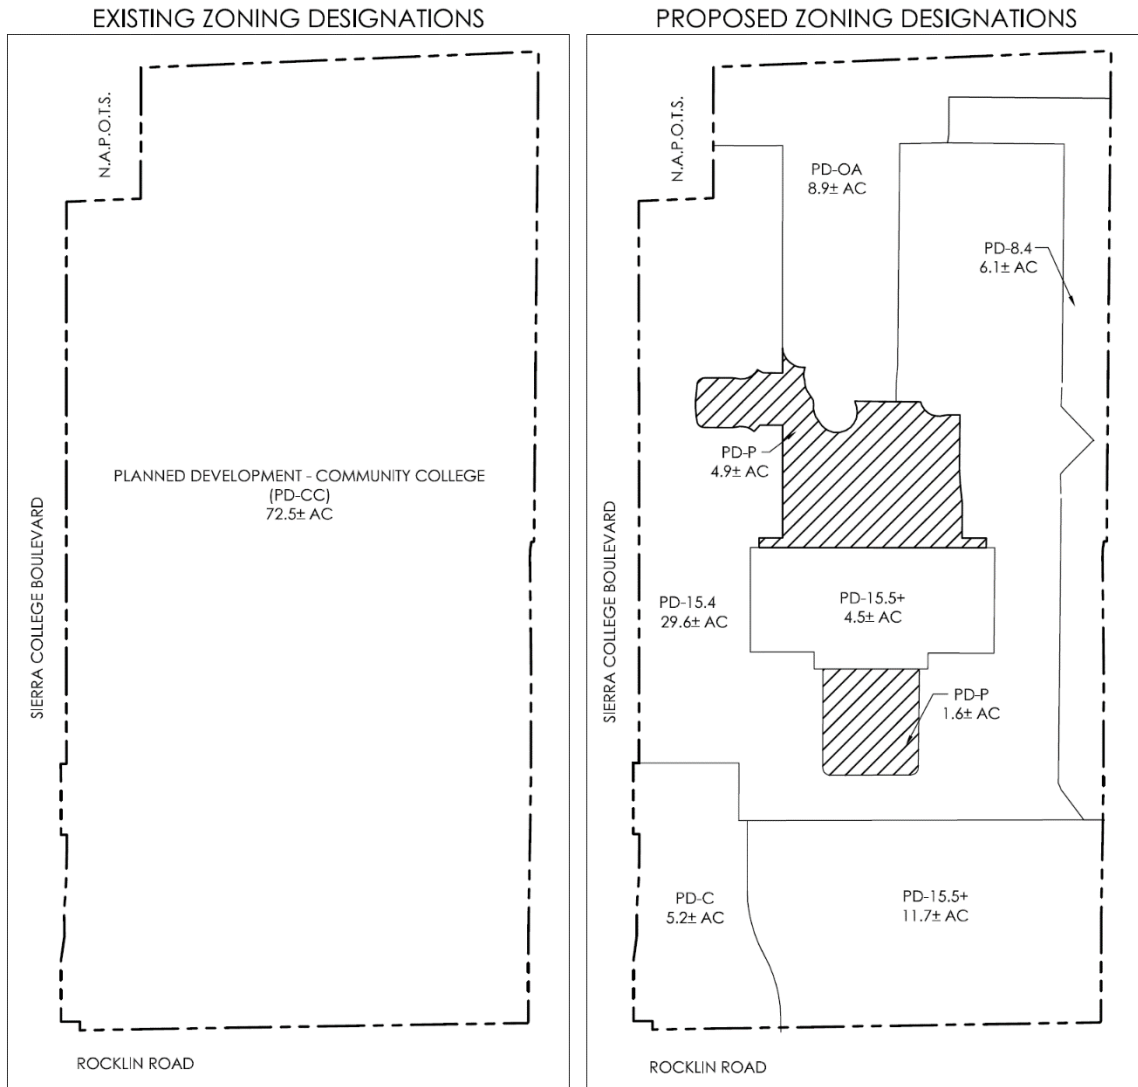 EXISTING ZONING DESIGNATIONS
N.A.P.O.T.S.
PLANNED DEVELOPMENT - COMMUNITY COLLEGE
(PD-CC)
72.5± AC
SIERRA COLLEGE BOULEVARD
ROCKLIN ROAD
PROPOSED ZONING DESIGNATIONS
N.A.P.O.T.S.
PD-OA
8.9± AC
PD-8.4
6.1± AC
PD-P
4.9± AC
PD-15.4
29.6± AC
PD-15.5+
4.5± AC
SIERRA COLLEGE BOULEVARD
PD-P
1.6± AC
PD-C
5.2± AC
PD-15.5+
11.7± AC
ROCKLIN ROAD